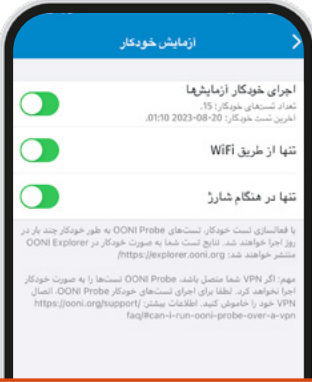 آزمایش خودکار
اجرای خودکار آزمایش‌ها
تعداد تست‌های خودکار: 15.
آخرین تست خودکار: 20-08-2023 01:10.
تنها از طریق WiFi
تنها در هنگام شارژ
با فعالسازی تست خودکار، تست‌های OONI Probe به طور خودکار چند بار در
روز اجرا خواهند شد. نتایج تست شما به صورت خودکار در OONI Explorer
منتشر خواهند شد: https://explorer.ooni.org/
مهم: اگر VPN شما متصل باشد، OONI Probe تست‌ها را به صورت خودکار
اجرا نخواهد کرد. لطفا برای اجرای تست‌های خودکار OONI Probe، اتصال
VPN خود را خاموش کنید. اطلاعات بیشتر: https://ooni.org/support/
faq/#can-i-run-ooni-probe-over-a-vpn